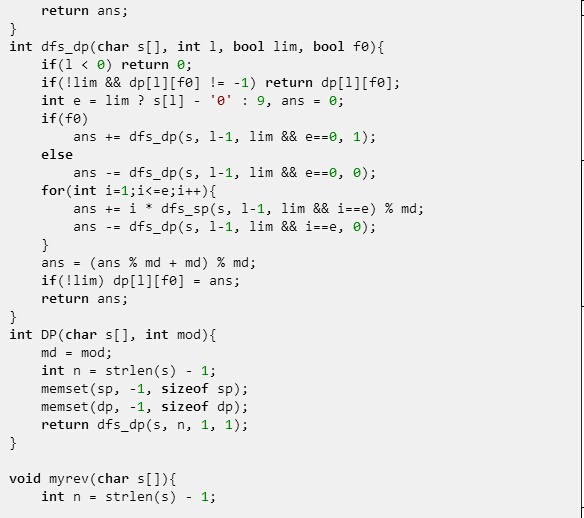 return ans;
}
int dfs_dp(char s[], int l, bool lim, bool f0){
    if(l < 0) return 0;
    if(!lim && dp[l][f0] != -1) return dp[l][f0];
    int e = lim ? s[l] - '0' : 9, ans = 0;
    if(f0)
        ans += dfs_dp(s, l-1, lim && e==0, 1);
    else
        ans -= dfs_dp(s, l-1, lim && e==0, 0);
    for(int i=1;i<=e;i++){
        ans += i * dfs_sp(s, l-1, lim && i==e) % md;
        ans -= dfs_dp(s, l-1, lim && i==e, 0);
    }
    ans = (ans % md + md) % md;
    if(!lim) dp[l][f0] = ans;
    return ans;
}
int DP(char s[], int mod){
    md = mod;
    int n = strlen(s) - 1;
    memset(sp, -1, sizeof sp);
    memset(dp, -1, sizeof dp);
    return dfs_dp(s, n, 1, 1);
}

void myrev(char s[]){
    int n = strlen(s) - 1;